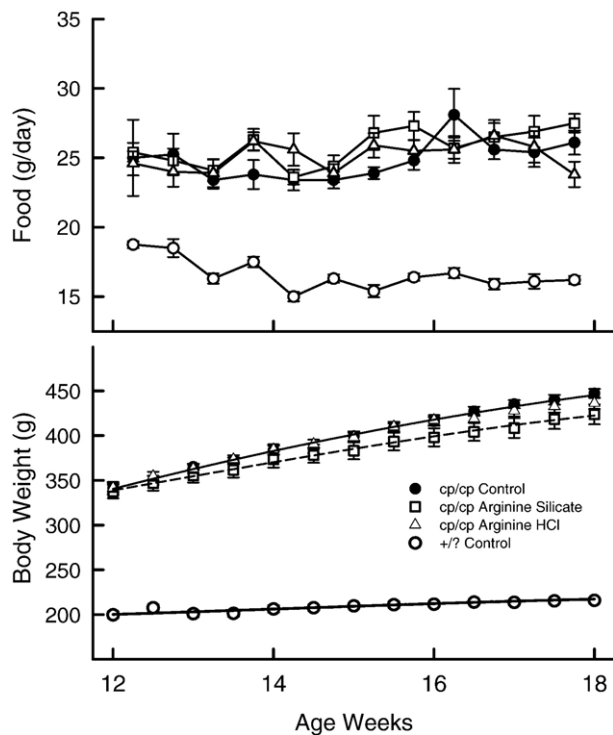 35
30
25
20
15
Food (g/day)
450
400
350
300
250
200
Body Weight (g)
cp/cp Control
cp/cp Arginine Silicate
cp/cp Arginine HCl
+/? Control
12 14 16 18
Age Weeks